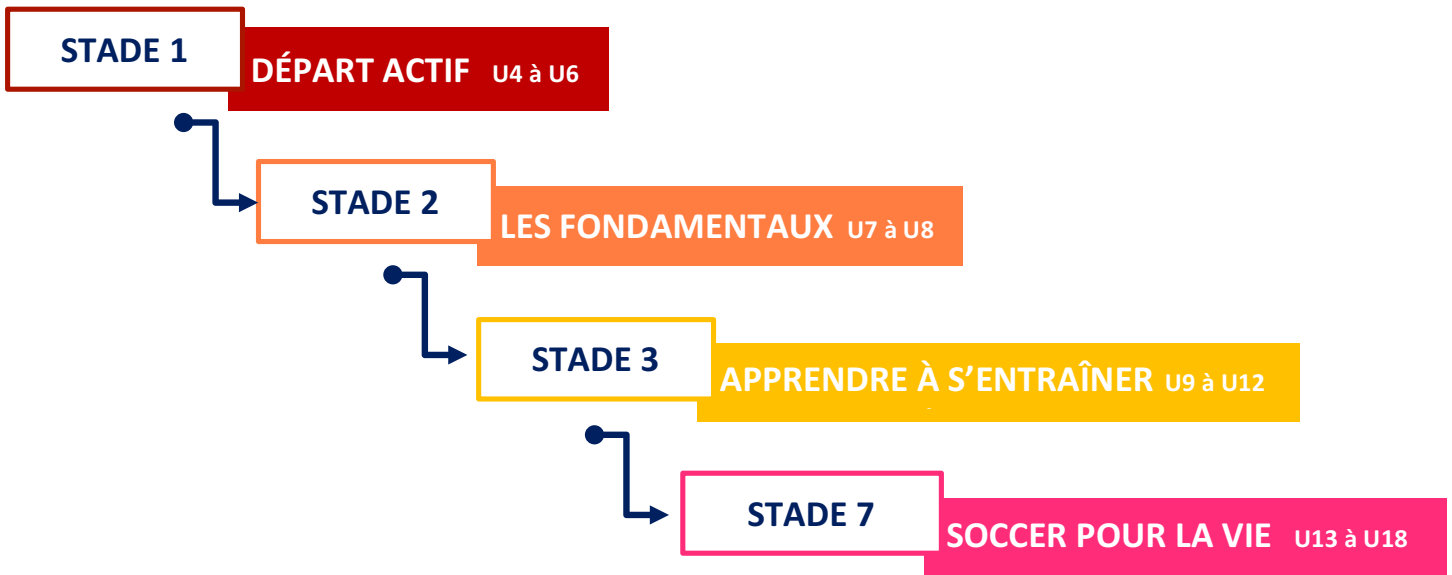 STADE 1
DÉPART ACTIF U4 à U6
STADE 2
LES FONDAMENTAUX U7 à U8
STADE 3
APPRENDRE À S’ENTRAÎNER U9 à U12
STADE 7
SOCCER POUR LA VIE U13 à U18